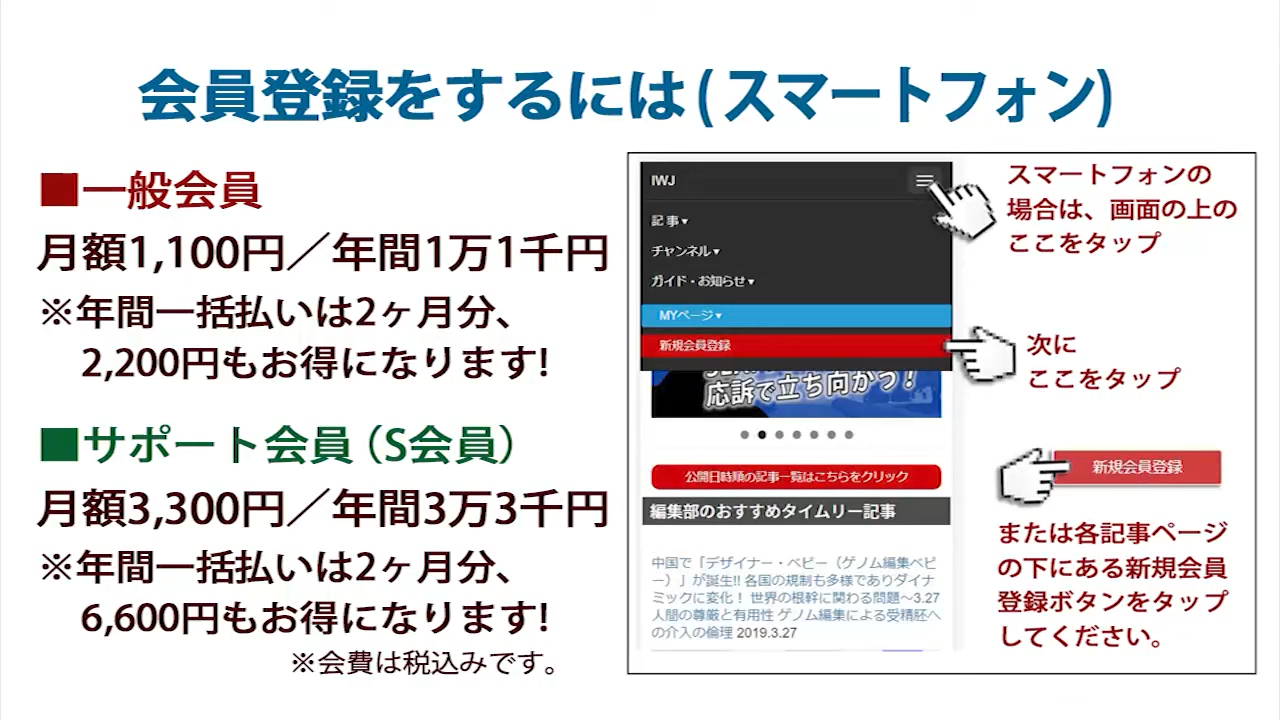 会員登録をするには(スマートフォン)
■一般会員
月額1,100円／年間1万1千円
※年間一括払いは2ヶ月分、
2,200円もお得になります!
■サポート会員（S会員）
月額3,300円／年間3万3千円
※年間一括払いは2ヶ月分、
6,600円もお得になります!
※会費は税込みです。
IWJ
記事▾
チャンネル▾
ガイド・お知らせ▾
MYページ▾
新規会員登録
応訴で立ち向かう！
公開日時順の記事一覧はこちらをクリック
編集部のおすすめタイムリー記事
中国で「デザイナー・ベビー（ゲノム編集ベビ
ー）」が誕生!! 各国の規制も多様でありダイナ
ミックに変化！ 世界の根幹に関わる問題～3.27
人間の尊厳と有用性 ゲノム編集による受精胚へ
の介入の倫理 2019.3.27
スマートフォンの
場合は、画面の上の
ここをタップ
次に
ここをタップ
新規会員登録
または各記事ページ
の下にある新規会員
登録ボタンをタップ
してください。